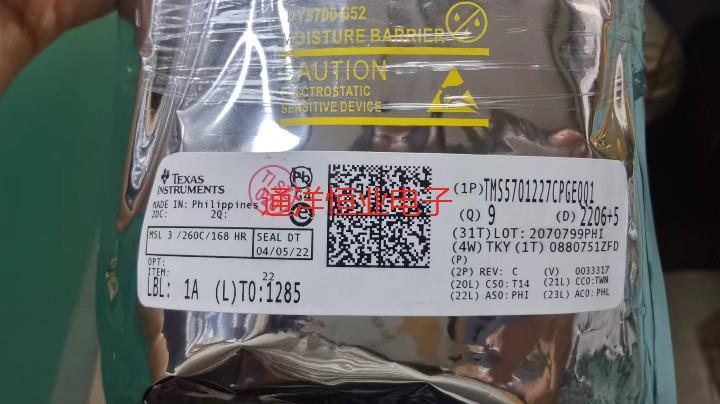 MOISTURE BARRIER
CAUTION
ELECTROSTATIC
SENSITIVE DEVICE
TEXAS
INSTRUMENTS
MADE IN: Philippines
2DC: 2Q:
MSL 3 /260C/168 HR
SEAL DT
04/05/22
OPT:
ITEM:
22
LBL: 1A (L)TO:1285
(1P)TMS5701227CPGEQQ1
(Q) 9 (D) 2206+5
(31T)LOT: 2070799PHI
(4W) TKY (1T) 0880751ZFD
(P)
(2P) REV: C (V) 0033317
(20L) CSO: T14 (21L) CCO:TWN
(22L) ASO: PHI (23L) ACO: PHL
通洋恒业电子